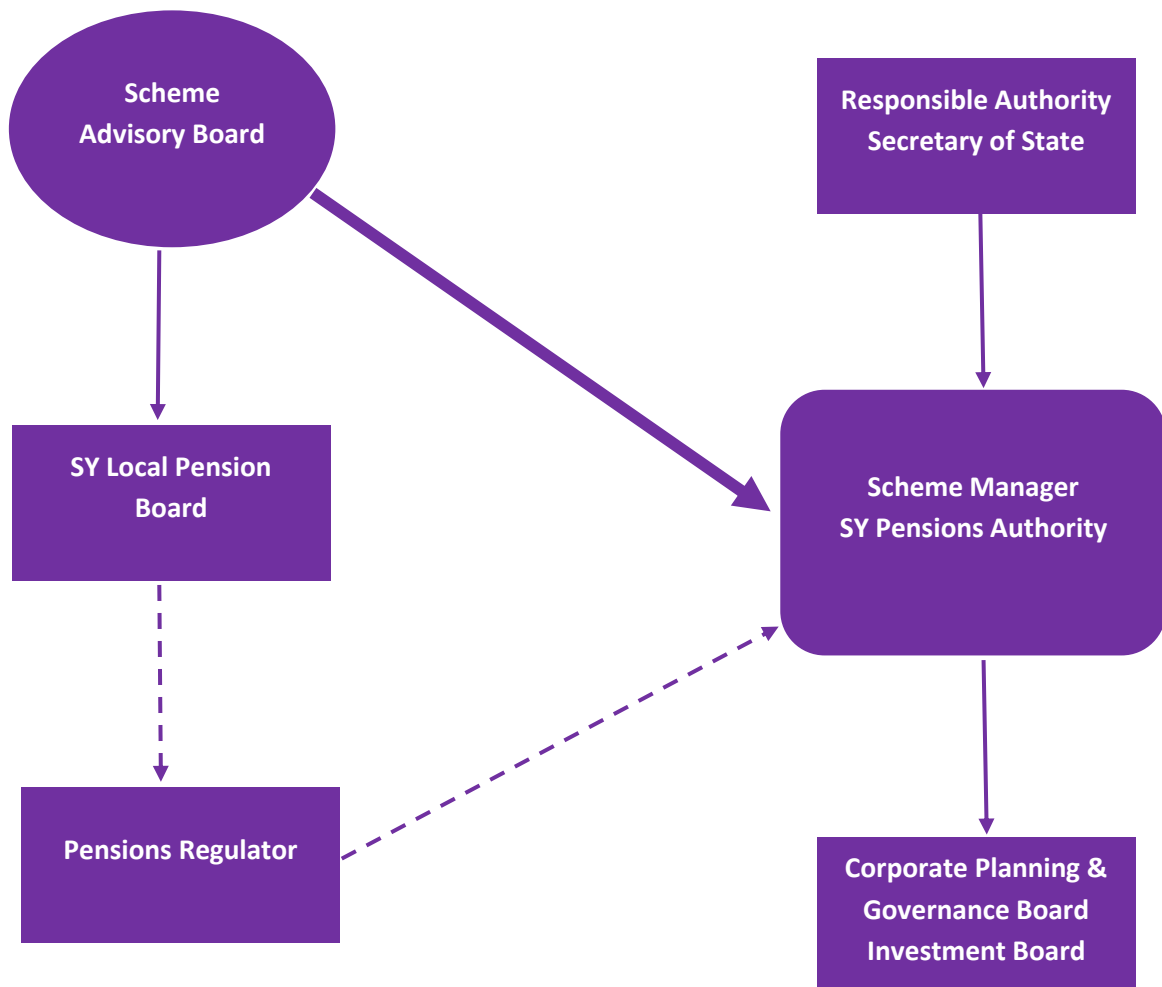 Scheme
Advisory Board
Responsible Authority
Secretary of State
SY Local Pension
Board
Scheme Manager
SY Pensions Authority
Pensions Regulator
Corporate Planning &
Governance Board
Investment Board